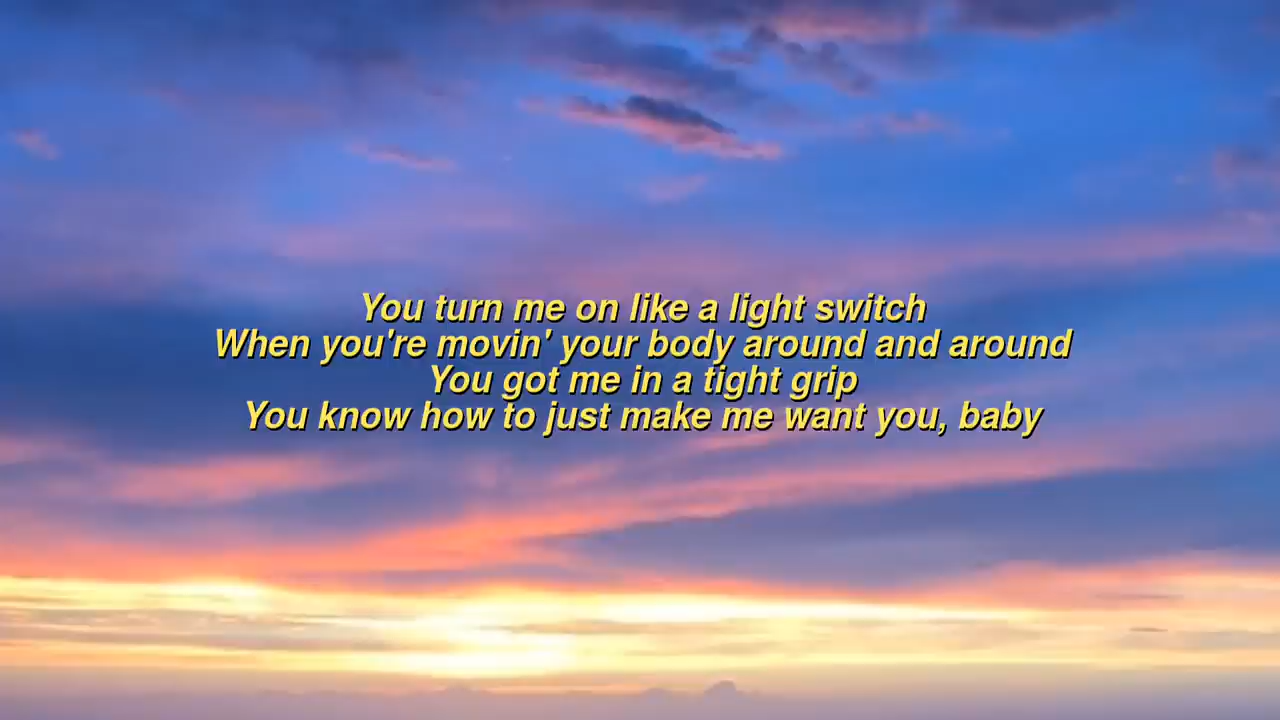 You turn me on like a light switch
When you're movin' your body around and around
You got me in a tight grip
You know how to just make me want you, baby